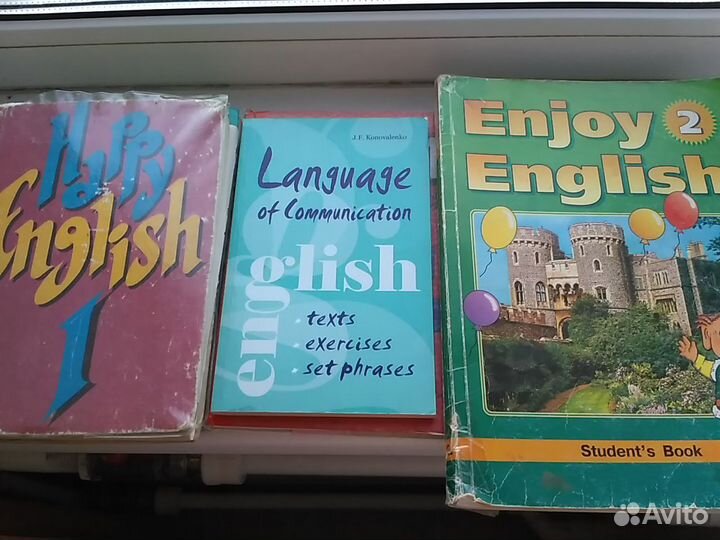 Happy
English
1
J.F. Konovalenko
Language
of Communication
english
• texts
• exercises
• set phrases
Enjoy 2
English
Student's Book
Avito